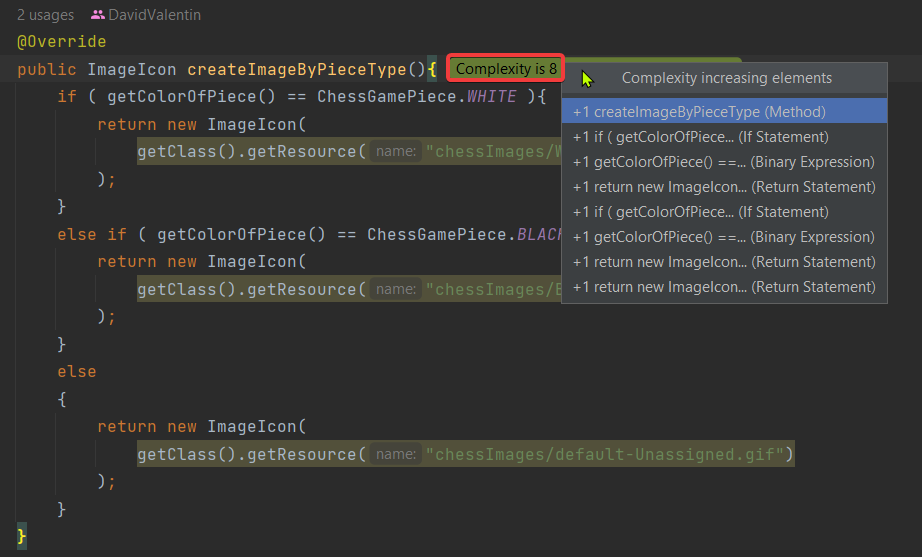 2 usages DavidValentin
@Override
public ImageIcon createImageByPieceType(){ Complexity is 8
if ( getColorOfPiece() == ChessGamePiece.WHITE ){
return new ImageIcon(
getClass().getResource( name: "chessImages/W
);
}
else if ( getColorOfPiece() == ChessGamePiece.BLACK
return new ImageIcon(
getClass().getResource( name: "chessImages/B
);
}
else
{
return new ImageIcon(
getClass().getResource( name: "chessImages/default-Unassigned.gif")
);
}
}
Complexity increasing elements
+1 createImageByPieceType (Method)
+1 if ( getColorOfPiece... (If Statement)
+1 getColorOfPiece() ==... (Binary Expression)
+1 return new ImageIcon... (Return Statement)
+1 if ( getColorOfPiece... (If Statement)
+1 getColorOfPiece() ==... (Binary Expression)
+1 return new ImageIcon... (Return Statement)
+1 return new ImageIcon... (Return Statement)